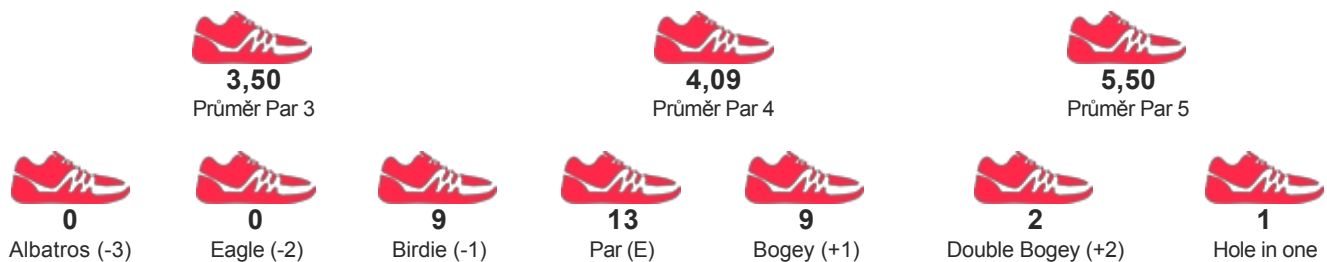 3,50 4,09 5,50
Průměr Par 3 Průměr Par 4 Průměr Par 5
0 0 9 13 9 2 1
Albatros (-3) Eagle (-2) Birdie (-1) Par (E) Bogey (+1) Double Bogey (+2) Hole in one